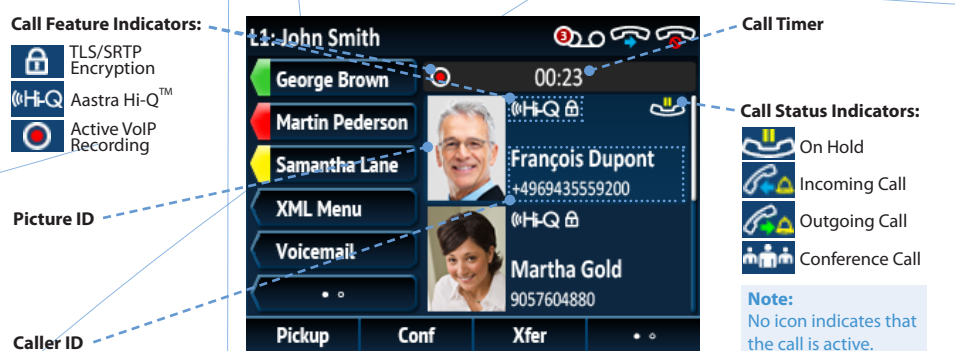 Call Feature Indicators:
TLS/SRTP
Encryption
Hi-Q
Aastra Hi-Q™
Active VoIP
Recording
Picture ID
Caller ID
L1: John Smith
3
George Brown
00:23
Martin Pederson
Hi-Q
Samantha Lane
François Dupont
+4969435559200
XML Menu
Hi-Q
Voicemail
Martha Gold
9057604880
Pickup
Conf
Xfer
Call Timer
Call Status Indicators:
On Hold
Incoming Call
Outgoing Call
Conference Call
Note:
No icon indicates that
the call is active.